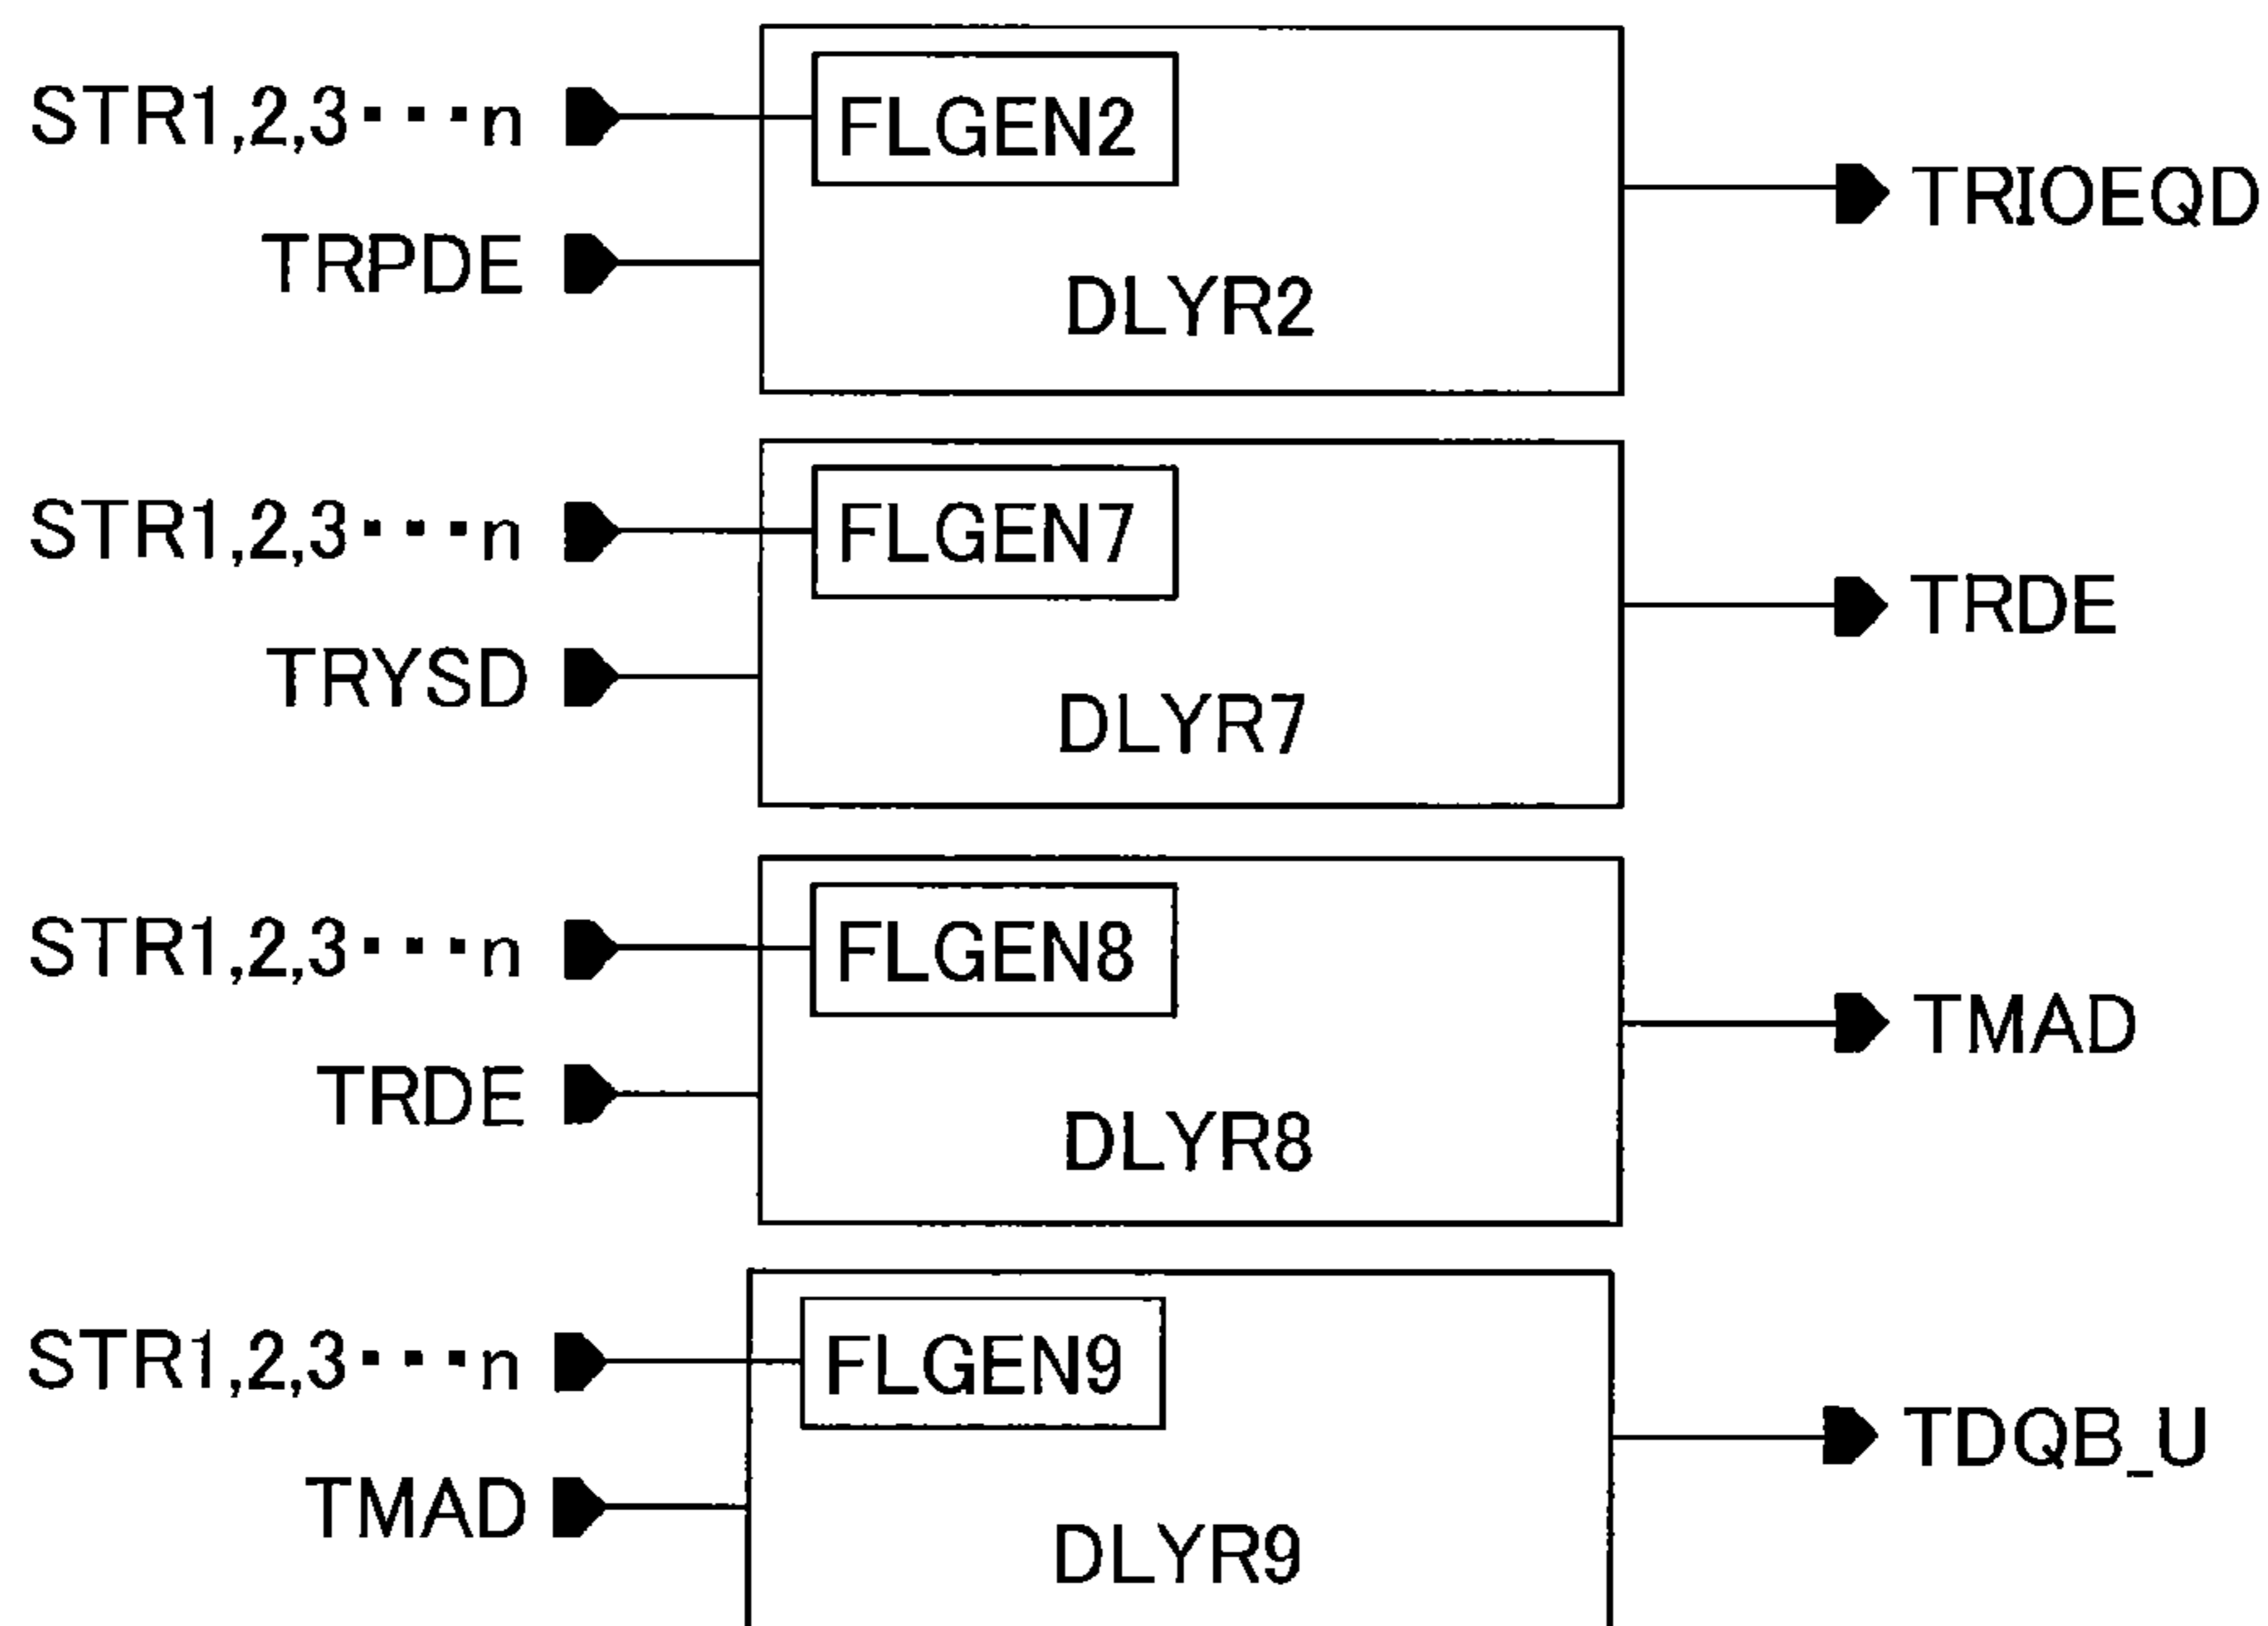 STR1,2,3···n
FLGEN2
TRIOEQD
TRPDE
DLYR2
STR1,2,3···n
FLGEN7
TRDE
TRYSD
DLYR7
STR1,2,3···n
FLGEN8
TMAD
TRDE
DLYR8
STR1,2,3···n
FLGEN9
TDQB_U
TMAD
DLYR9